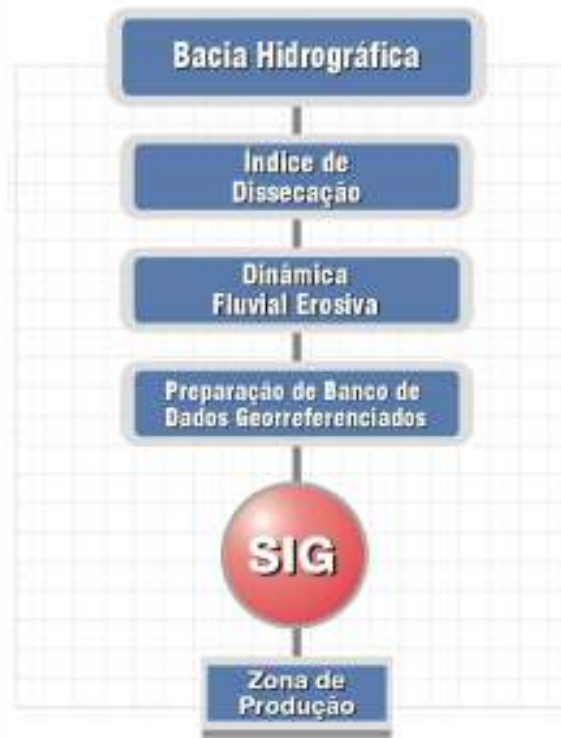 Bacia Hidrográfica
Índice de
Dissecação
Dinâmica
Fluvial Erosiva
Preparação de Banco de
Dados Georreferenciados
SIG
Zona de
Produção